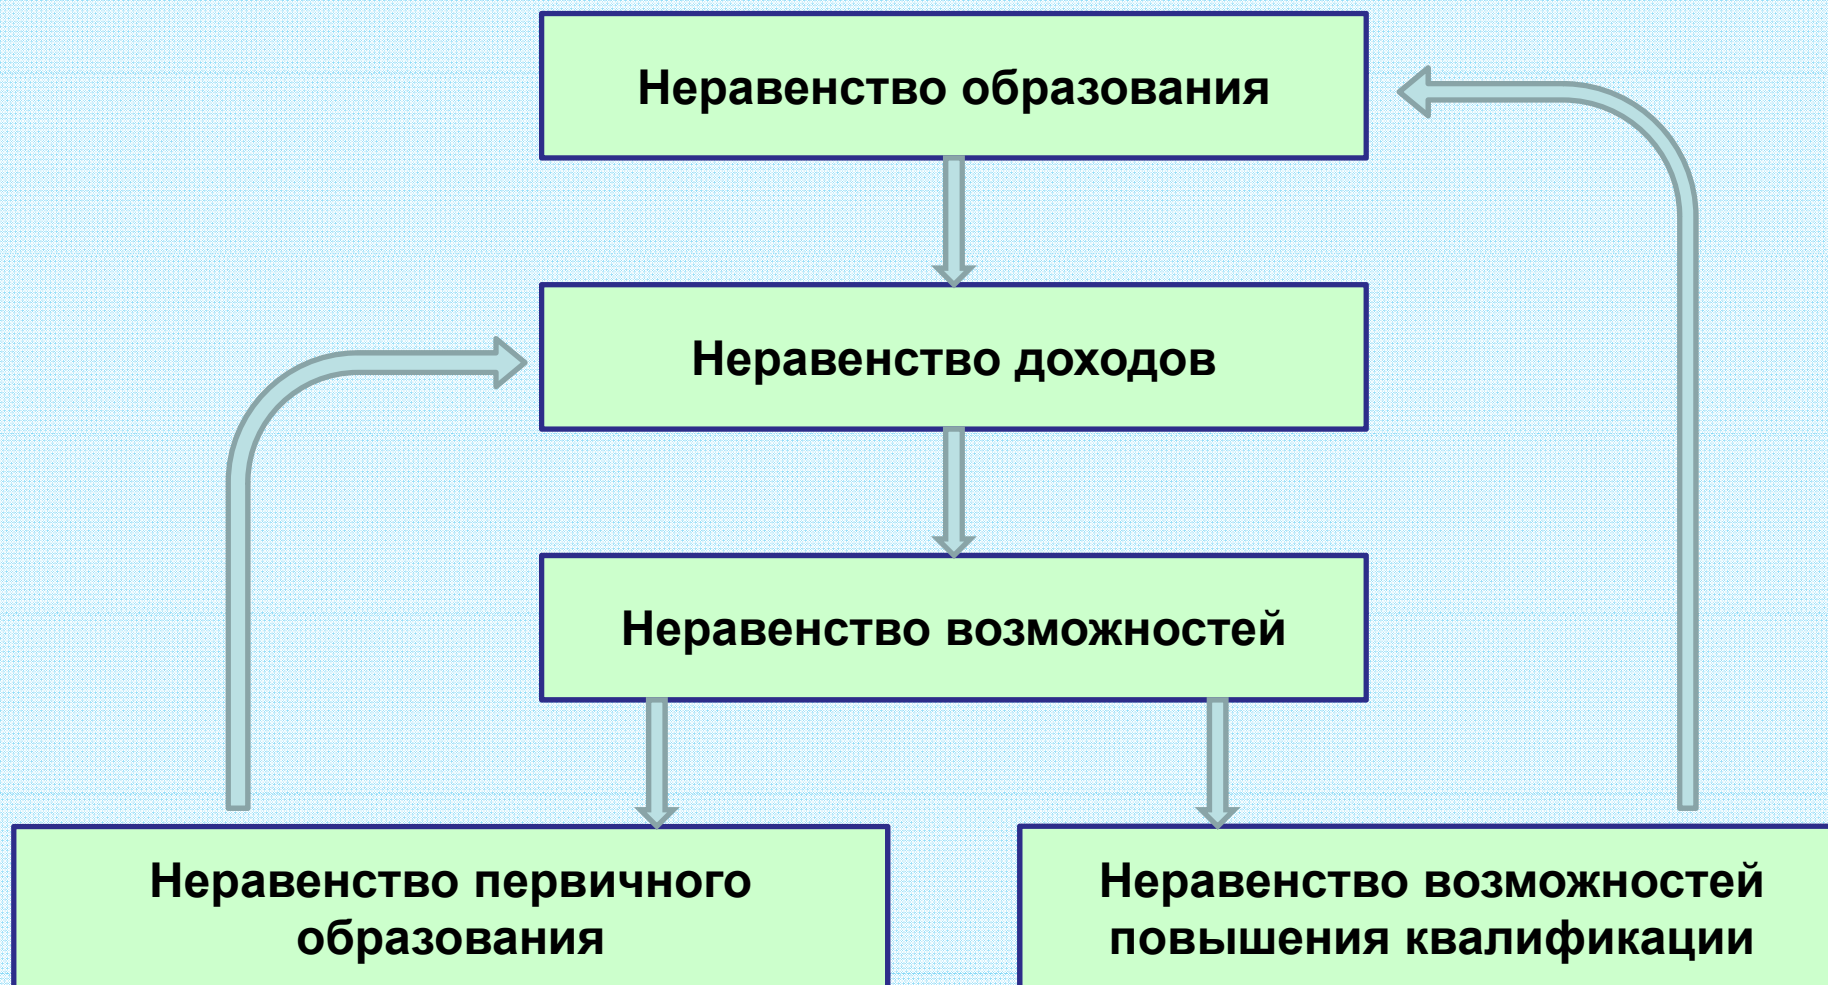 Неравенство образования
Неравенство доходов
Неравенство возможностей
Неравенство первичного
образования
Неравенство возможностей
повышения квалификации